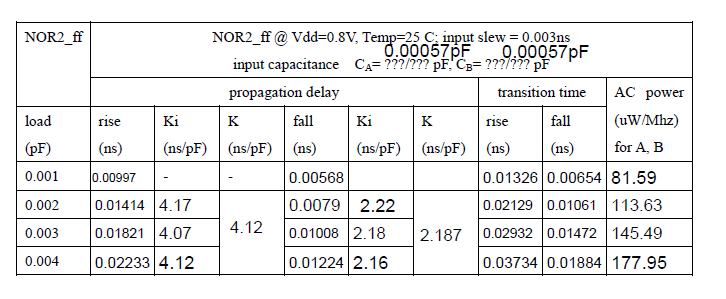 NOR2_ff NOR2_ff @ Vdd=0.8V, Temp=25 C; input slew = 0.003ns
0.00057pF 0.00057pF
input capacitance CA= ???/??? pF, CB= ???/??? pF
propagation delay transition time AC power
load rise Ki K fall Ki K rise fall (uW/Mhz)
(pF) (ns) (ns/pF) (ns/pF) (ns) (ns/pF) (ns/pF) (ns) (ns) for A, B
0.001 0.00997 - - 0.00568 0.01326 0.00654 81.59
0.002 0.01414 4.17 0.0079 2.22 0.02129 0.01061 113.63
0.003 0.01821 4.07 4.12 0.01008 2.18 2.187 0.02932 0.01472 145.49
0.004 0.02233 4.12 0.01224 2.16 0.03734 0.01884 177.95